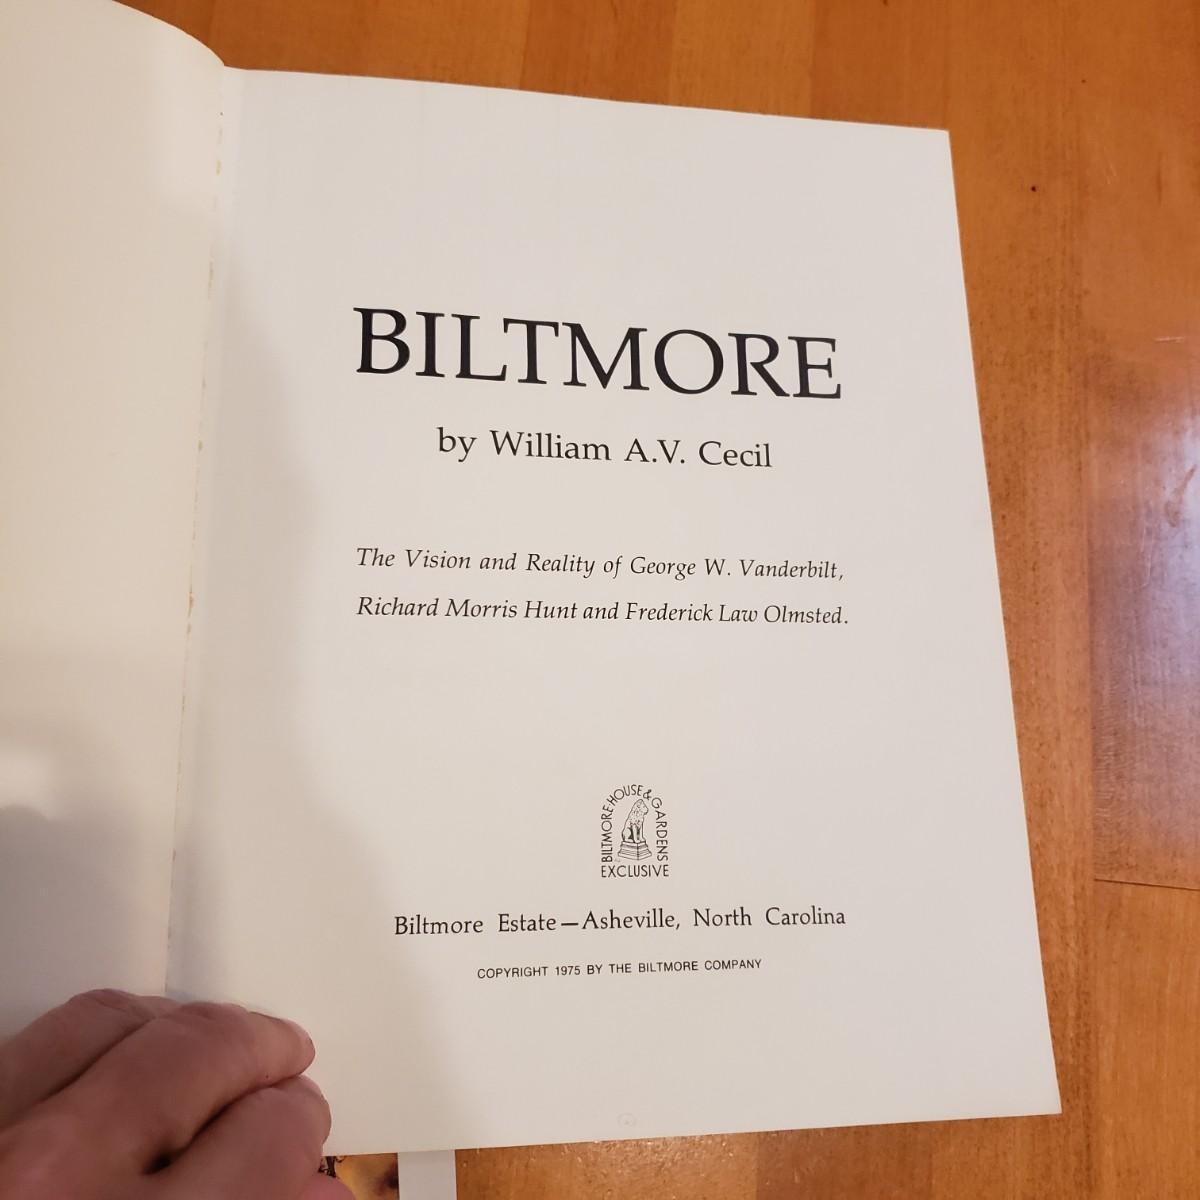 BILTMORE
by William A.V. Cecil
The Vision and Reality of George W. Vanderbilt,
Richard Morris Hunt and Frederick Law Olmsted.
BILTMORE HOUSE & GARDENS
EXCLUSIVE
Biltmore Estate—Asheville, North Carolina
COPYRIGHT 1975 BY THE BILTMORE COMPANY